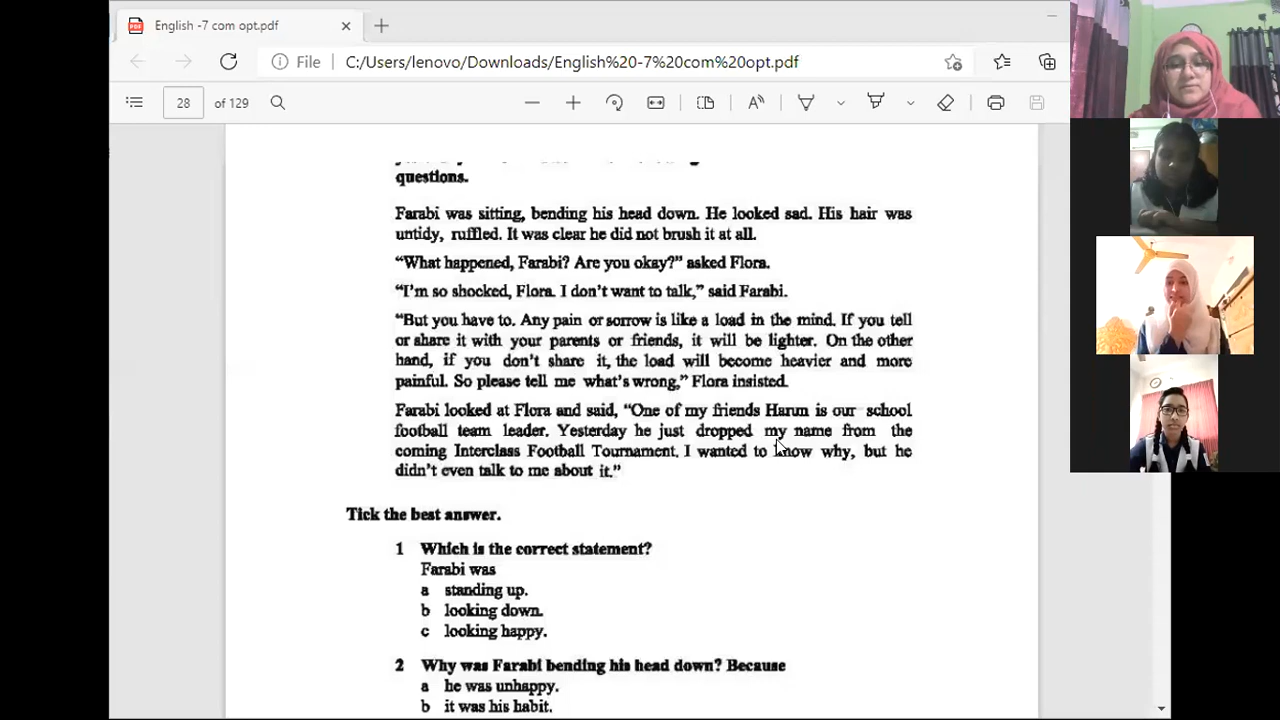 English -7 com opt.pdf
File C:/Users/lenovo/Downloads/English%20-7%20com%20opt.pdf
28 of 129
questions.
Farabi was sitting, bending his head down. He looked sad. His hair was
untidy, ruffled. It was clear he did not brush it at all.
“What happened, Farabi? Are you okay?” asked Flora.
“I’m so shocked, Flora. I don’t want to talk,” said Farabi.
“But you have to. Any pain or sorrow is like a load in the mind. If you tell
or share it with your parents or friends, it will be lighter. On the other
hand, if you don’t share it, the load will become heavier and more
painful. So please tell me what’s wrong,” Flora insisted.
Farabi looked at Flora and said, “One of my friends Harun is our school
football team leader. Yesterday he just dropped my name from the
coming Interclass Football Tournament. I wanted to know why, but he
didn’t even talk to me about it.”
Tick the best answer.
1 Which is the correct statement?
Farabi was
a standing up.
b looking down.
c looking happy.
2 Why was Farabi bending his head down? Because
a he was unhappy.
b it was his habit.